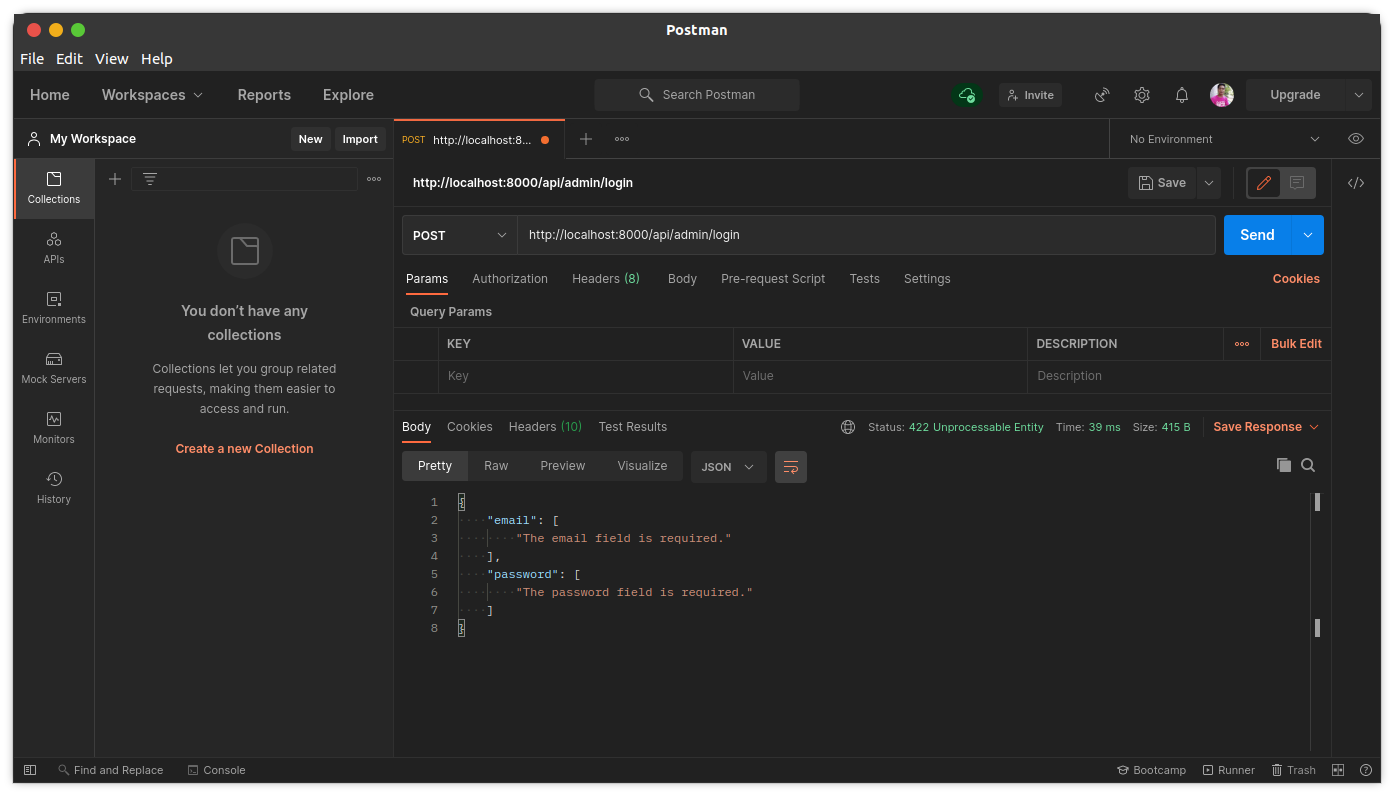 Postman
File Edit View Help
Home Workspaces Reports Explore Search Postman Invite Upgrade
My Workspace New Import POST http://localhost:8... No Environment
Collections
APIs
Environments
Mock Servers
Monitors
History
You don’t have any
collections
Collections let you group related
requests, making them easier to
access and run.
Create a new Collection
http://localhost:8000/api/admin/login Save
POST http://localhost:8000/api/admin/login Send
Params Authorization Headers (8) Body Pre-request Script Tests Settings Cookies
Query Params
KEY VALUE DESCRIPTION Bulk Edit
Key Value Description
Body Cookies Headers (10) Test Results Status: 422 Unprocessable Entity Time: 39 ms Size: 415 B Save Response
Pretty Raw Preview Visualize JSON
1 {
2 "email": [
3 "The email field is required."
4 ],
5 "password": [
6 "The password field is required."
7 ]
8 }
Find and Replace Console Bootcamp Runner Trash